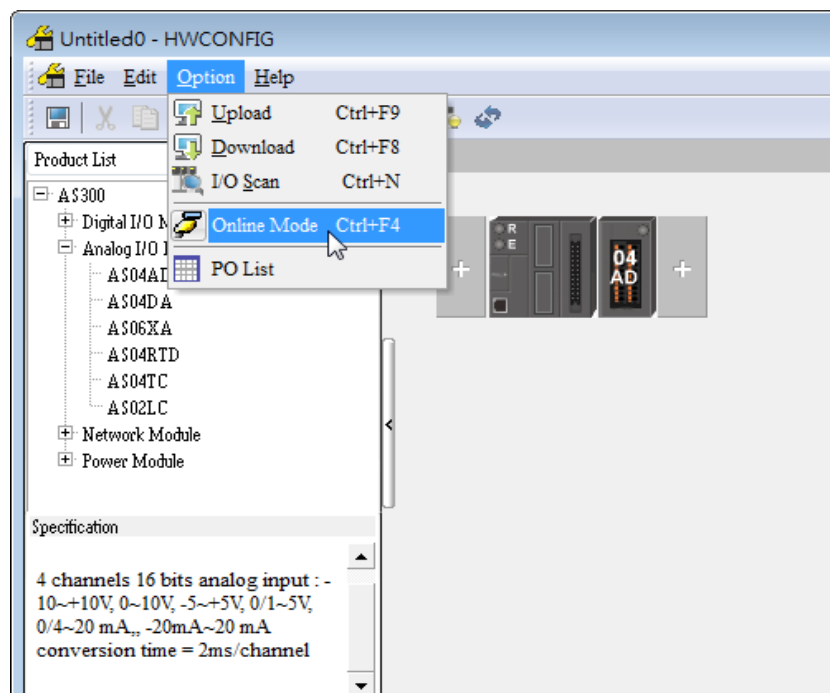 Untitled0 - HWCONFIG
File Edit Option Help
Upload Ctrl+F9
Download Ctrl+F8
I/O Scan Ctrl+N
Online Mode Ctrl+F4
PO List
Product List
AS300
Digital I/O
Analog I/O
AS04AD
AS04DA
AS06XA
AS04RTD
AS04TC
AS02LC
Network Module
Power Module
R
E
04
AD
Specification
4 channels 16 bits analog input : -
10~+10V, 0~10V, -5~+5V, 0/1~5V,
0/4~20 mA,, -20mA~20 mA
conversion time = 2ms/channel